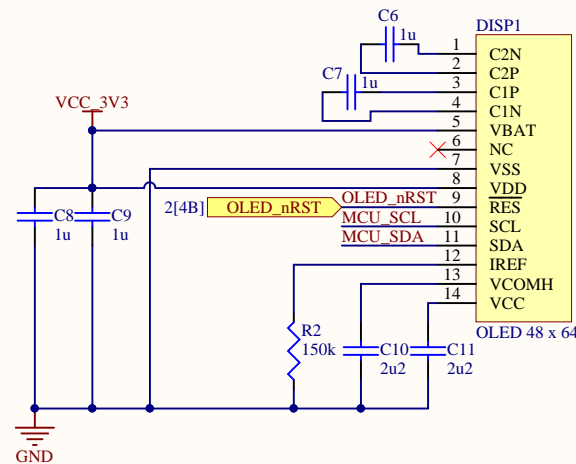 C6
1u
DISP1
1 C2N
2 C2P
C7
1u
3 C1P
4 C1N
VCC_3V3
5 VBAT
6 NC
7 VSS
8 VDD
2[4B] OLED_nRST OLED_nRST 9 RES
MCU_SCL 10 SCL
MCU_SDA 11 SDA
12 IREF
13 VCOMH
14 VCC
OLED 48 x 64
C8
1u
C9
1u
R2
150k
C10
2u2
C11
2u2
GND